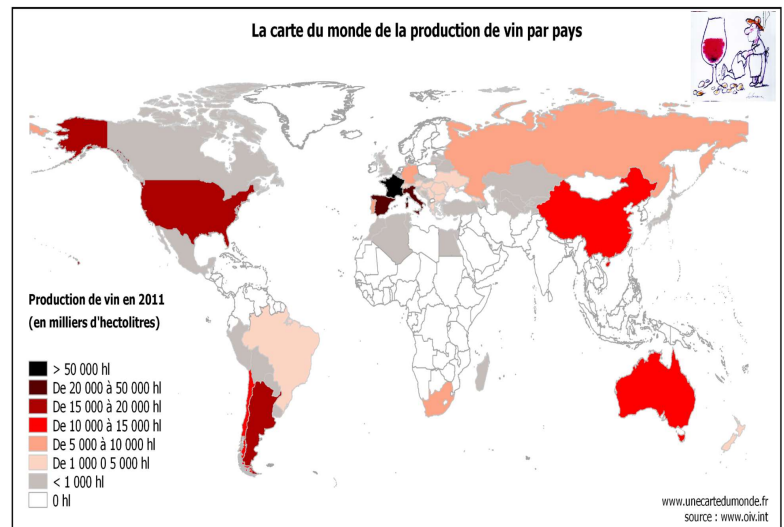 La carte du monde de la production de vin par pays
Production de vin en 2011
(en milliers d'hectolitres)
> 50 000 hl
De 20 000 à 50 000 hl
De 15 000 à 20 000 hl
De 10 000 à 15 000 hl
De 5 000 à 10 000 hl
De 1 000 0 5 000 hl
< 1 000 hl
0 hl
www.unecartedumonde.fr
source : www.oiv.int